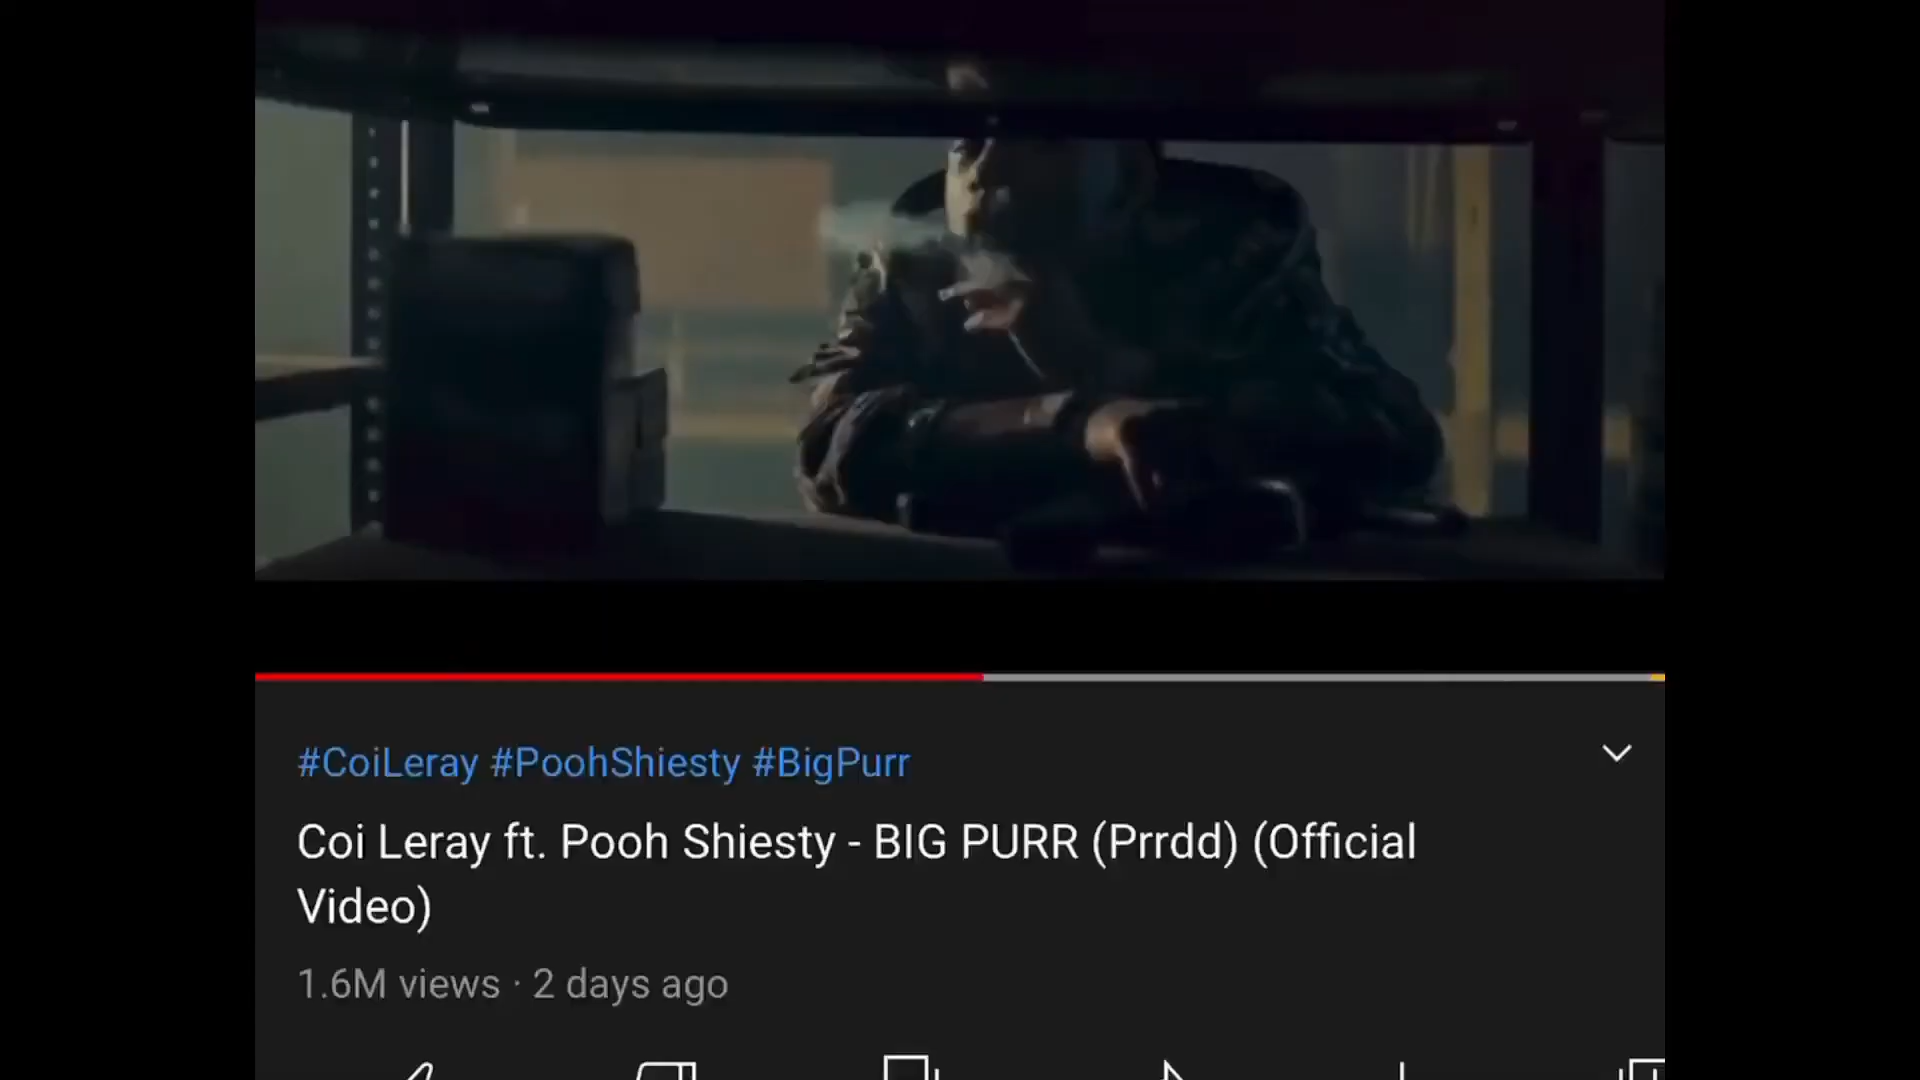 #CoiLeray #PoohShiesty #BigPurr
Coi Leray ft. Pooh Shiesty - BIG PURR (Prrdd) (Official
Video)
1.6M views · 2 days ago